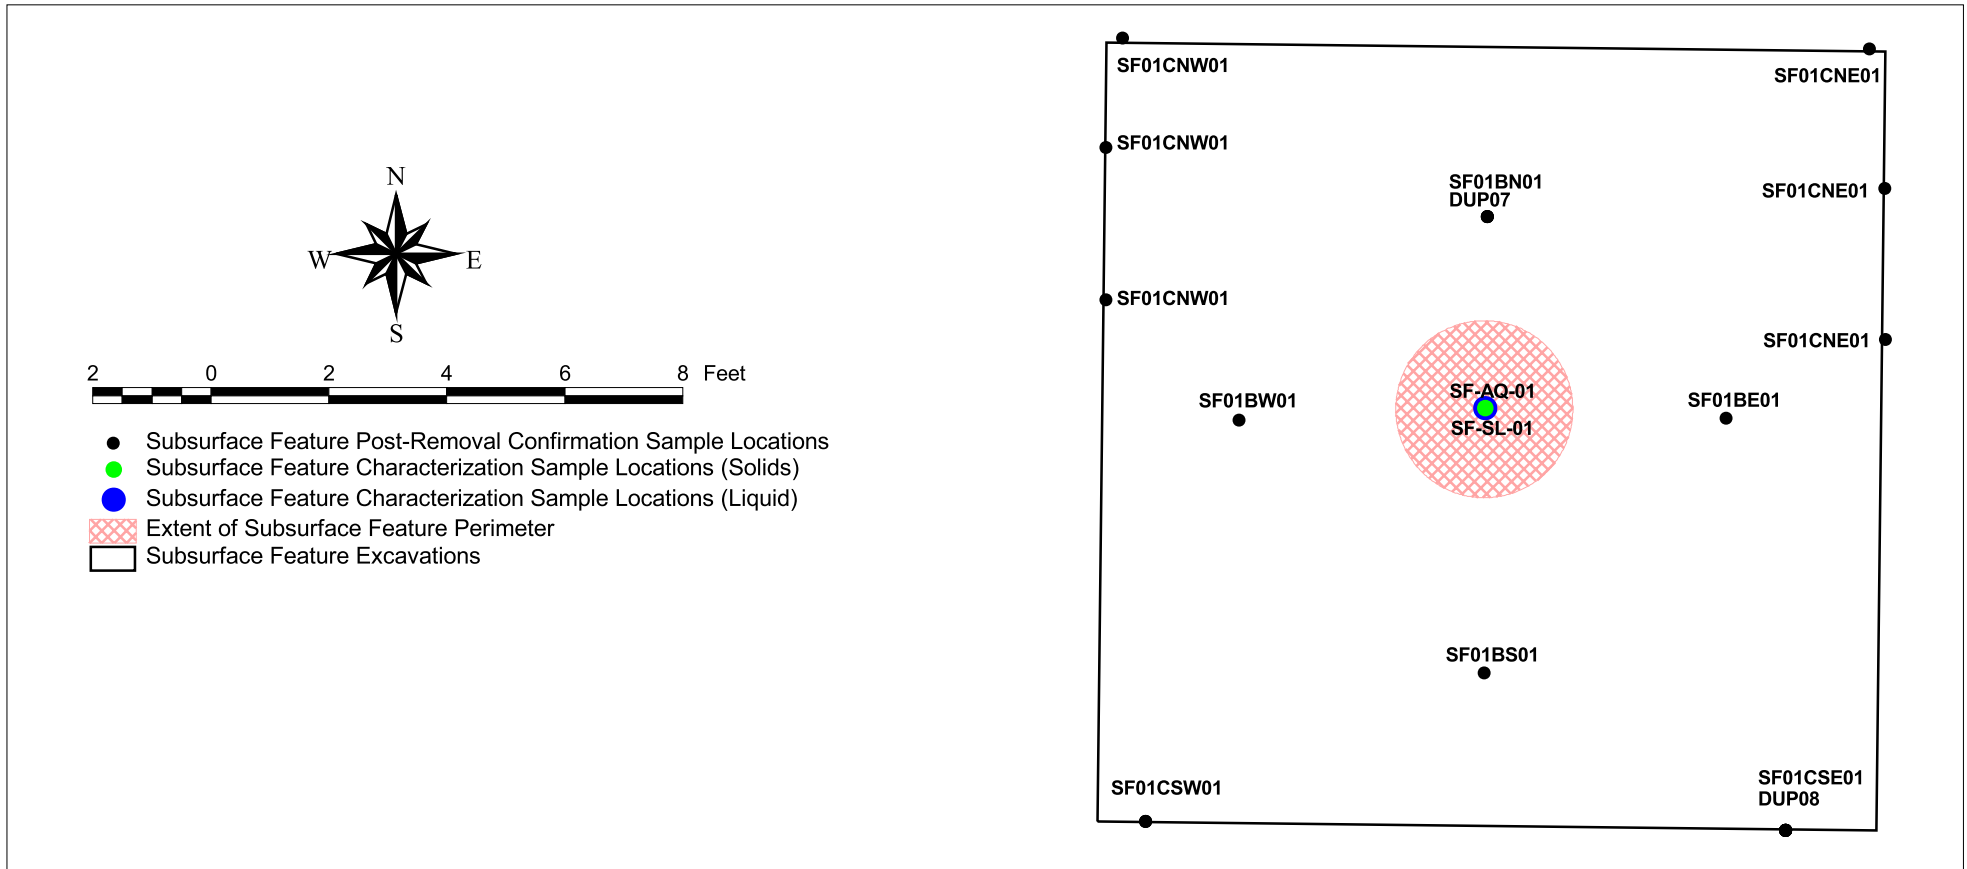 N
W
E
S
2 0 2 4 6 8 Feet
Subsurface Feature Post-Removal Confirmation Sample Locations
Subsurface Feature Characterization Sample Locations (Solids)
Subsurface Feature Characterization Sample Locations (Liquid)
Extent of Subsurface Feature Perimeter
Subsurface Feature Excavations
SF01CNW01
SF01CNE01
SF01CNW01
SF01BN01
DUP07
SF01CNE01
SF01CNW01
SF01CNE01
SF01BW01
SF-AQ-01
SF-SL-01
SF01BE01
SF01BS01
SF01CSW01
SF01CSE01
DUP08